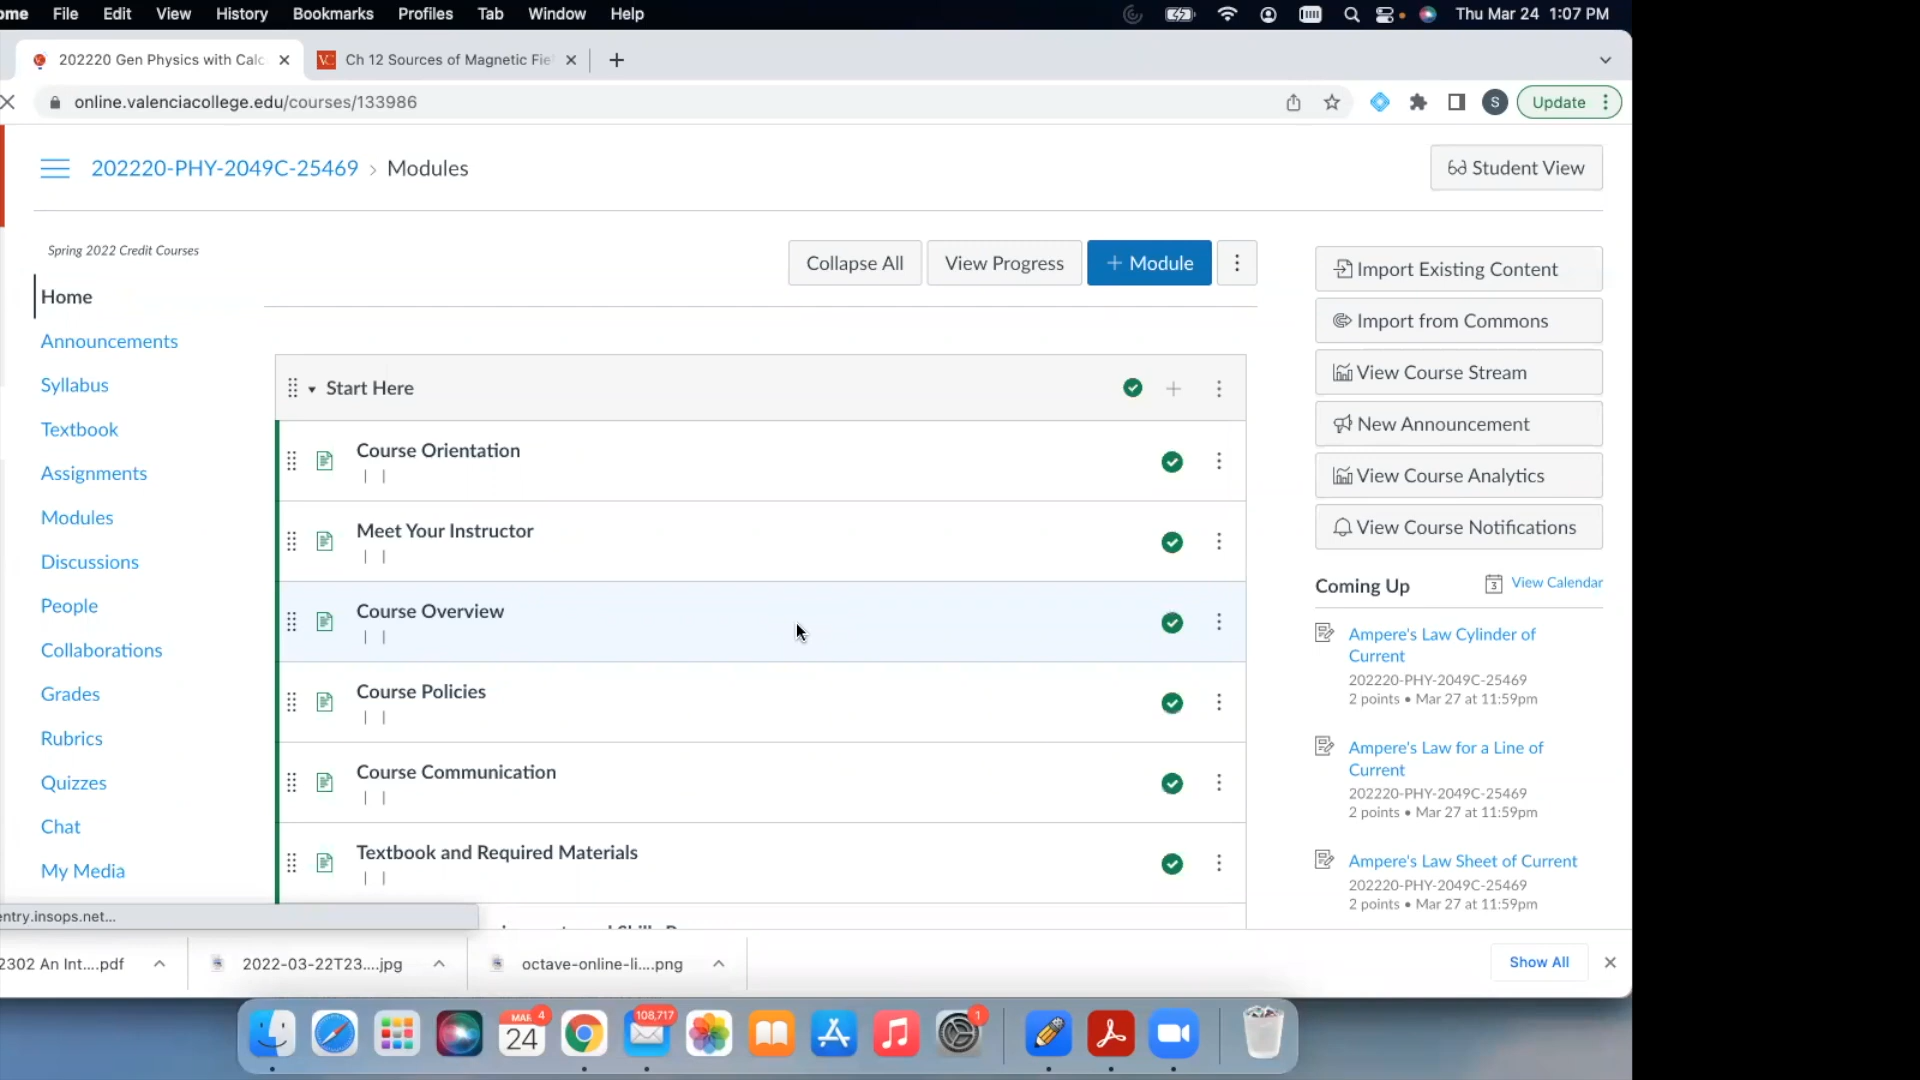 ome File Edit View History Bookmarks Profiles Tab Window Help Thu Mar 24 1:07 PM
202220 Gen Physics with Calc Ch 12 Sources of Magnetic Fie
online.valenciacollege.edu/courses/133986 S Update
202220-PHY-2049C-25469 › Modules Student View
Spring 2022 Credit Courses
Collapse All View Progress + Module
Home
Announcements
Syllabus
Textbook
Assignments
Modules
Discussions
People
Collaborations
Grades
Rubrics
Quizzes
Chat
My Media
Start Here
Course Orientation
| |
Meet Your Instructor
| |
Course Overview
| |
Course Policies
| |
Course Communication
| |
Textbook and Required Materials
| |
Import Existing Content
Import from Commons
View Course Stream
New Announcement
View Course Analytics
View Course Notifications
Coming Up 3 View Calendar
Ampere's Law Cylinder of
Current
202220-PHY-2049C-25469
2 points • Mar 27 at 11:59pm
Ampere's Law for a Line of
Current
202220-PHY-2049C-25469
2 points • Mar 27 at 11:59pm
Ampere's Law Sheet of Current
202220-PHY-2049C-25469
2 points • Mar 27 at 11:59pm
entry.insops.net...
2302 An Int....pdf 2022-03-22T23....jpg octave-online-li....png Show All
MAR 4 108,717 1
24